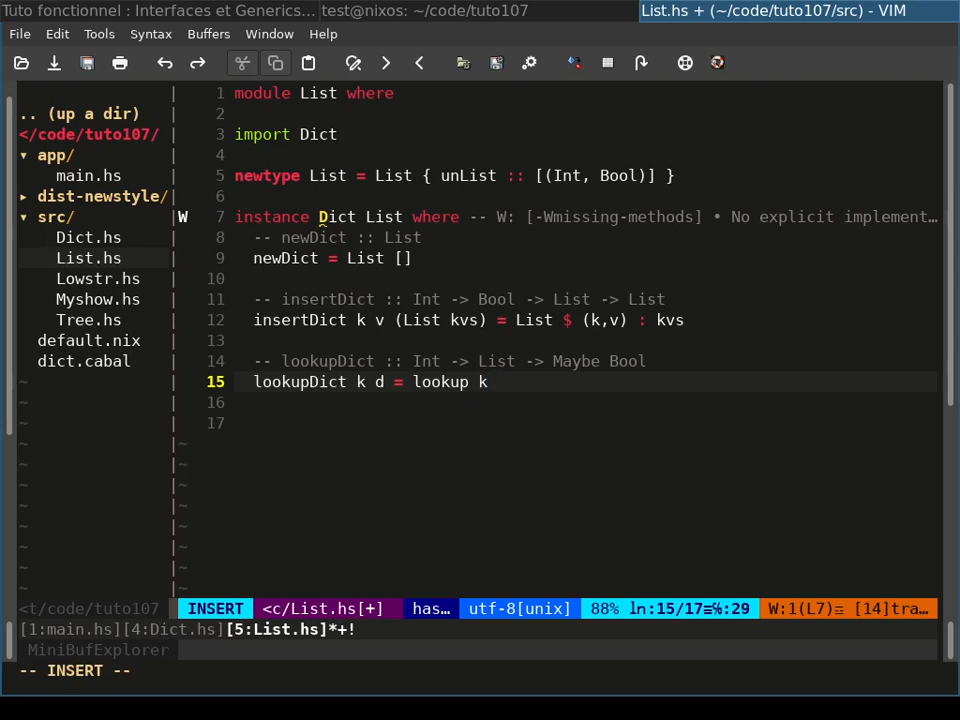 Tuto fonctionnel : Interfaces et Generics... test@nixos: ~/code/tuto107 List.hs + (~/code/tuto107/src) - VIM
File Edit Tools Syntax Buffers Window Help
1 module List where
.. (up a dir) 2
</code/tuto107/ 3 import Dict
▾ app/ 4
main.hs 5 newtype List = List { unList :: [(Int, Bool)] }
▸ dist-newstyle/ 6
▾ src/ W 7 instance Dict List where -- W: [-Wmissing-methods] • No explicit implement…
Dict.hs 8 -- newDict :: List
List.hs 9 newDict = List []
Lowstr.hs 10
Myshow.hs 11 -- insertDict :: Int -> Bool -> List -> List
Tree.hs 12 insertDict k v (List kvs) = List $ (k,v) : kvs
default.nix 13
dict.cabal 14 -- lookupDict :: Int -> List -> Maybe Bool
~ 15 lookupDict k d = lookup k
~ 16
~ 17
~ ~
~ ~
~ ~
~ ~
~ ~
~ ~
~ ~
~ ~
<t/code/tuto107 INSERT <c/List.hs[+] has… utf-8[unix] 88% ln:15/17≡℅:29 W:1(L7)≡ [14]tra…
[1:main.hs][4:Dict.hs][5:List.hs]*+!
MiniBufExplorer
-- INSERT --